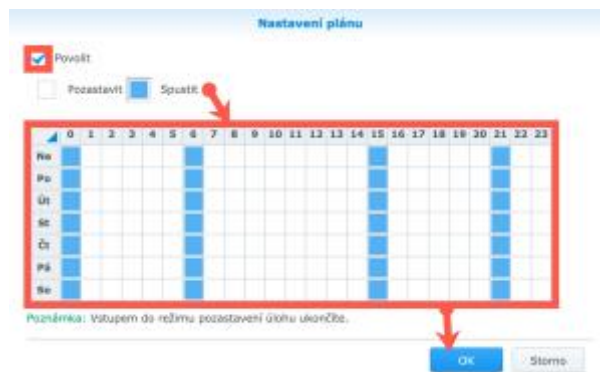 Nastavení plánu
Povolit
Pozastavit Spustit
0 1 2 3 4 5 6 7 8 9 10 11 12 13 14 15 16 17 18 19 20 21 22 23
Ne
Po
Út
St
Čt
Pá
So
Poznámka: Vstupem do režimu pozastavení úlohu ukončíte.
OK Storno